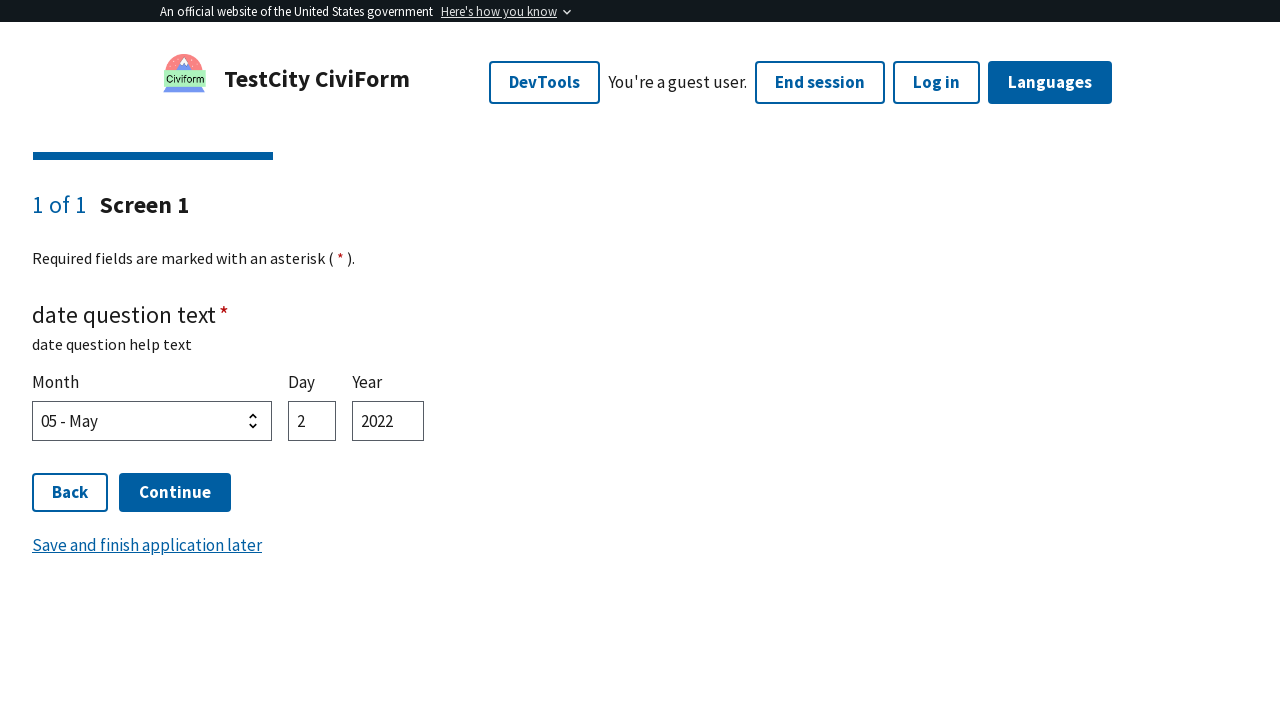 An official website of the United States government Here's how you know
Civiform
TestCity CiviForm
DevTools You're a guest user. End session Log in Languages
1 of 1 Screen 1
Required fields are marked with an asterisk ( * ).
date question text *
date question help text
Month Day Year
05 - May 2 2022
Back Continue
Save and finish application later